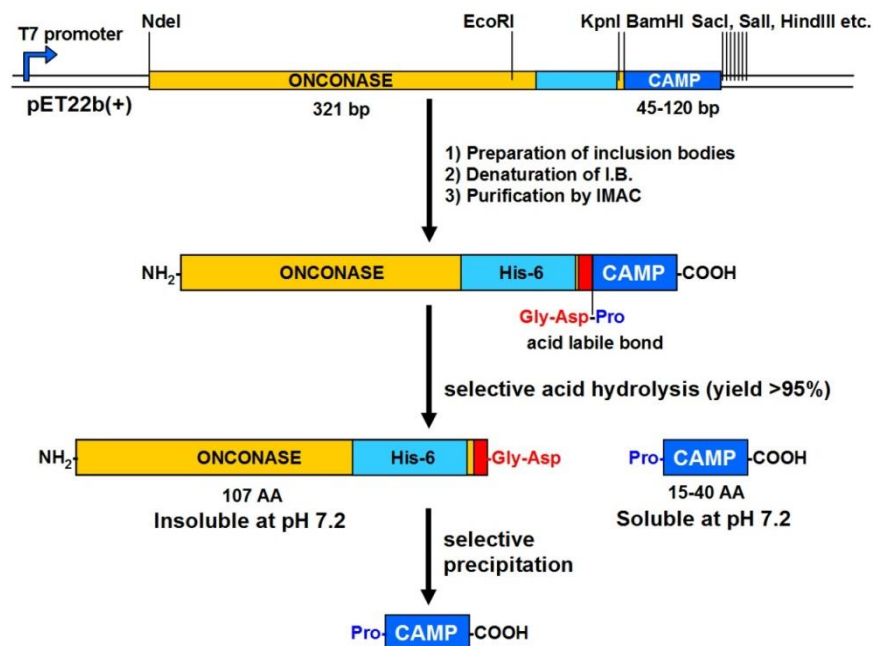 T7 promoter
NdeI
EcoRI
KpnI BamHI
SacI, SalI, HindIII etc.
ONCONASE
CAMP
pET22b(+)
321 bp
45-120 bp
1) Preparation of inclusion bodies
2) Denaturation of I.B.
3) Purification by IMAC
NH2- ONCONASE His-6 CAMP -COOH
Gly-Asp-Pro
acid labile bond
selective acid hydrolysis (yield >95%)
NH2- ONCONASE His-6 -Gly-Asp
Pro- CAMP -COOH
107 AA
Insoluble at pH 7.2
15-40 AA
Soluble at pH 7.2
selective
precipitation
Pro- CAMP -COOH